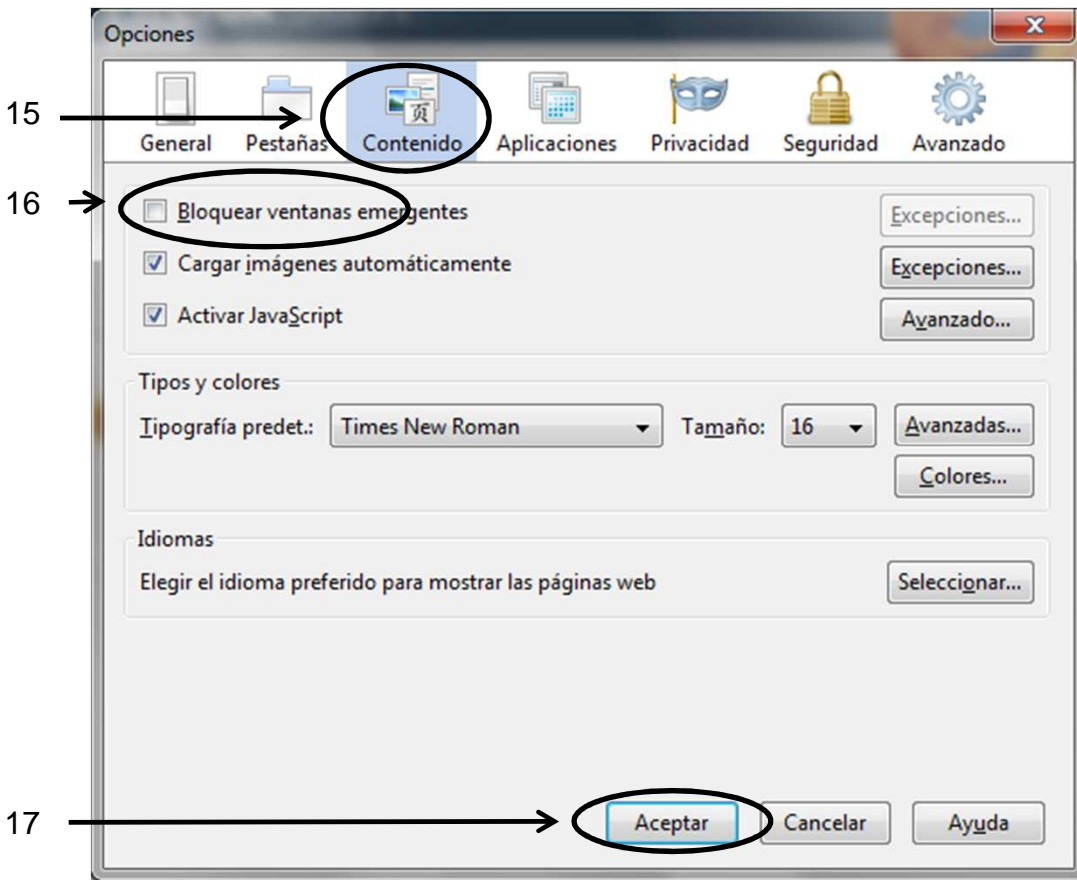 Opciones
15
General Pestañas Contenido Aplicaciones Privacidad Seguridad Avanzado
页
16
Bloquear ventanas emergentes Excepciones...
Cargar imágenes automáticamente Excepciones...
Activar JavaScript Avanzado...
Tipos y colores
Tipografía predet.: Times New Roman Tamaño: 16 Avanzadas...
Colores...
Idiomas
Elegir el idioma preferido para mostrar las páginas web Seleccionar...
17
Aceptar Cancelar Ayuda